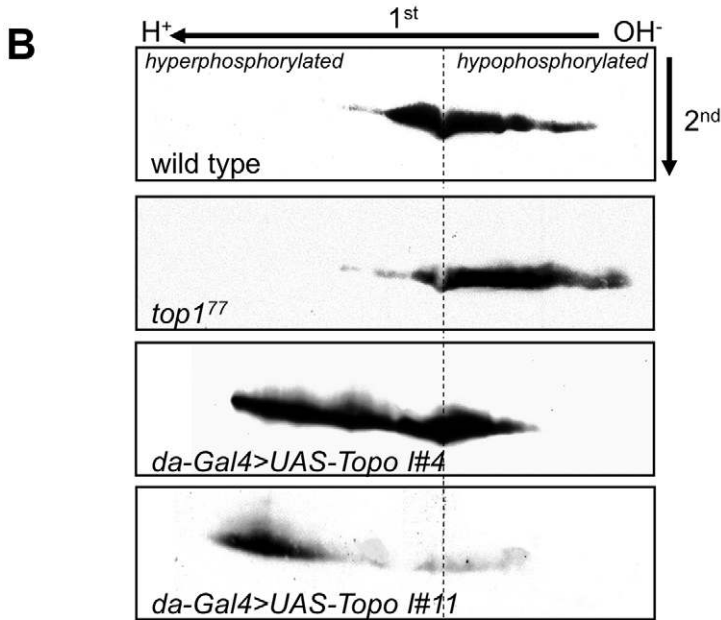 B
1st
H+ OH-
hyperphosphorylated hypophosphorylated
2nd
wild type
top1⁷⁷
da-Gal4>UAS-Topo I#4
da-Gal4>UAS-Topo I#11